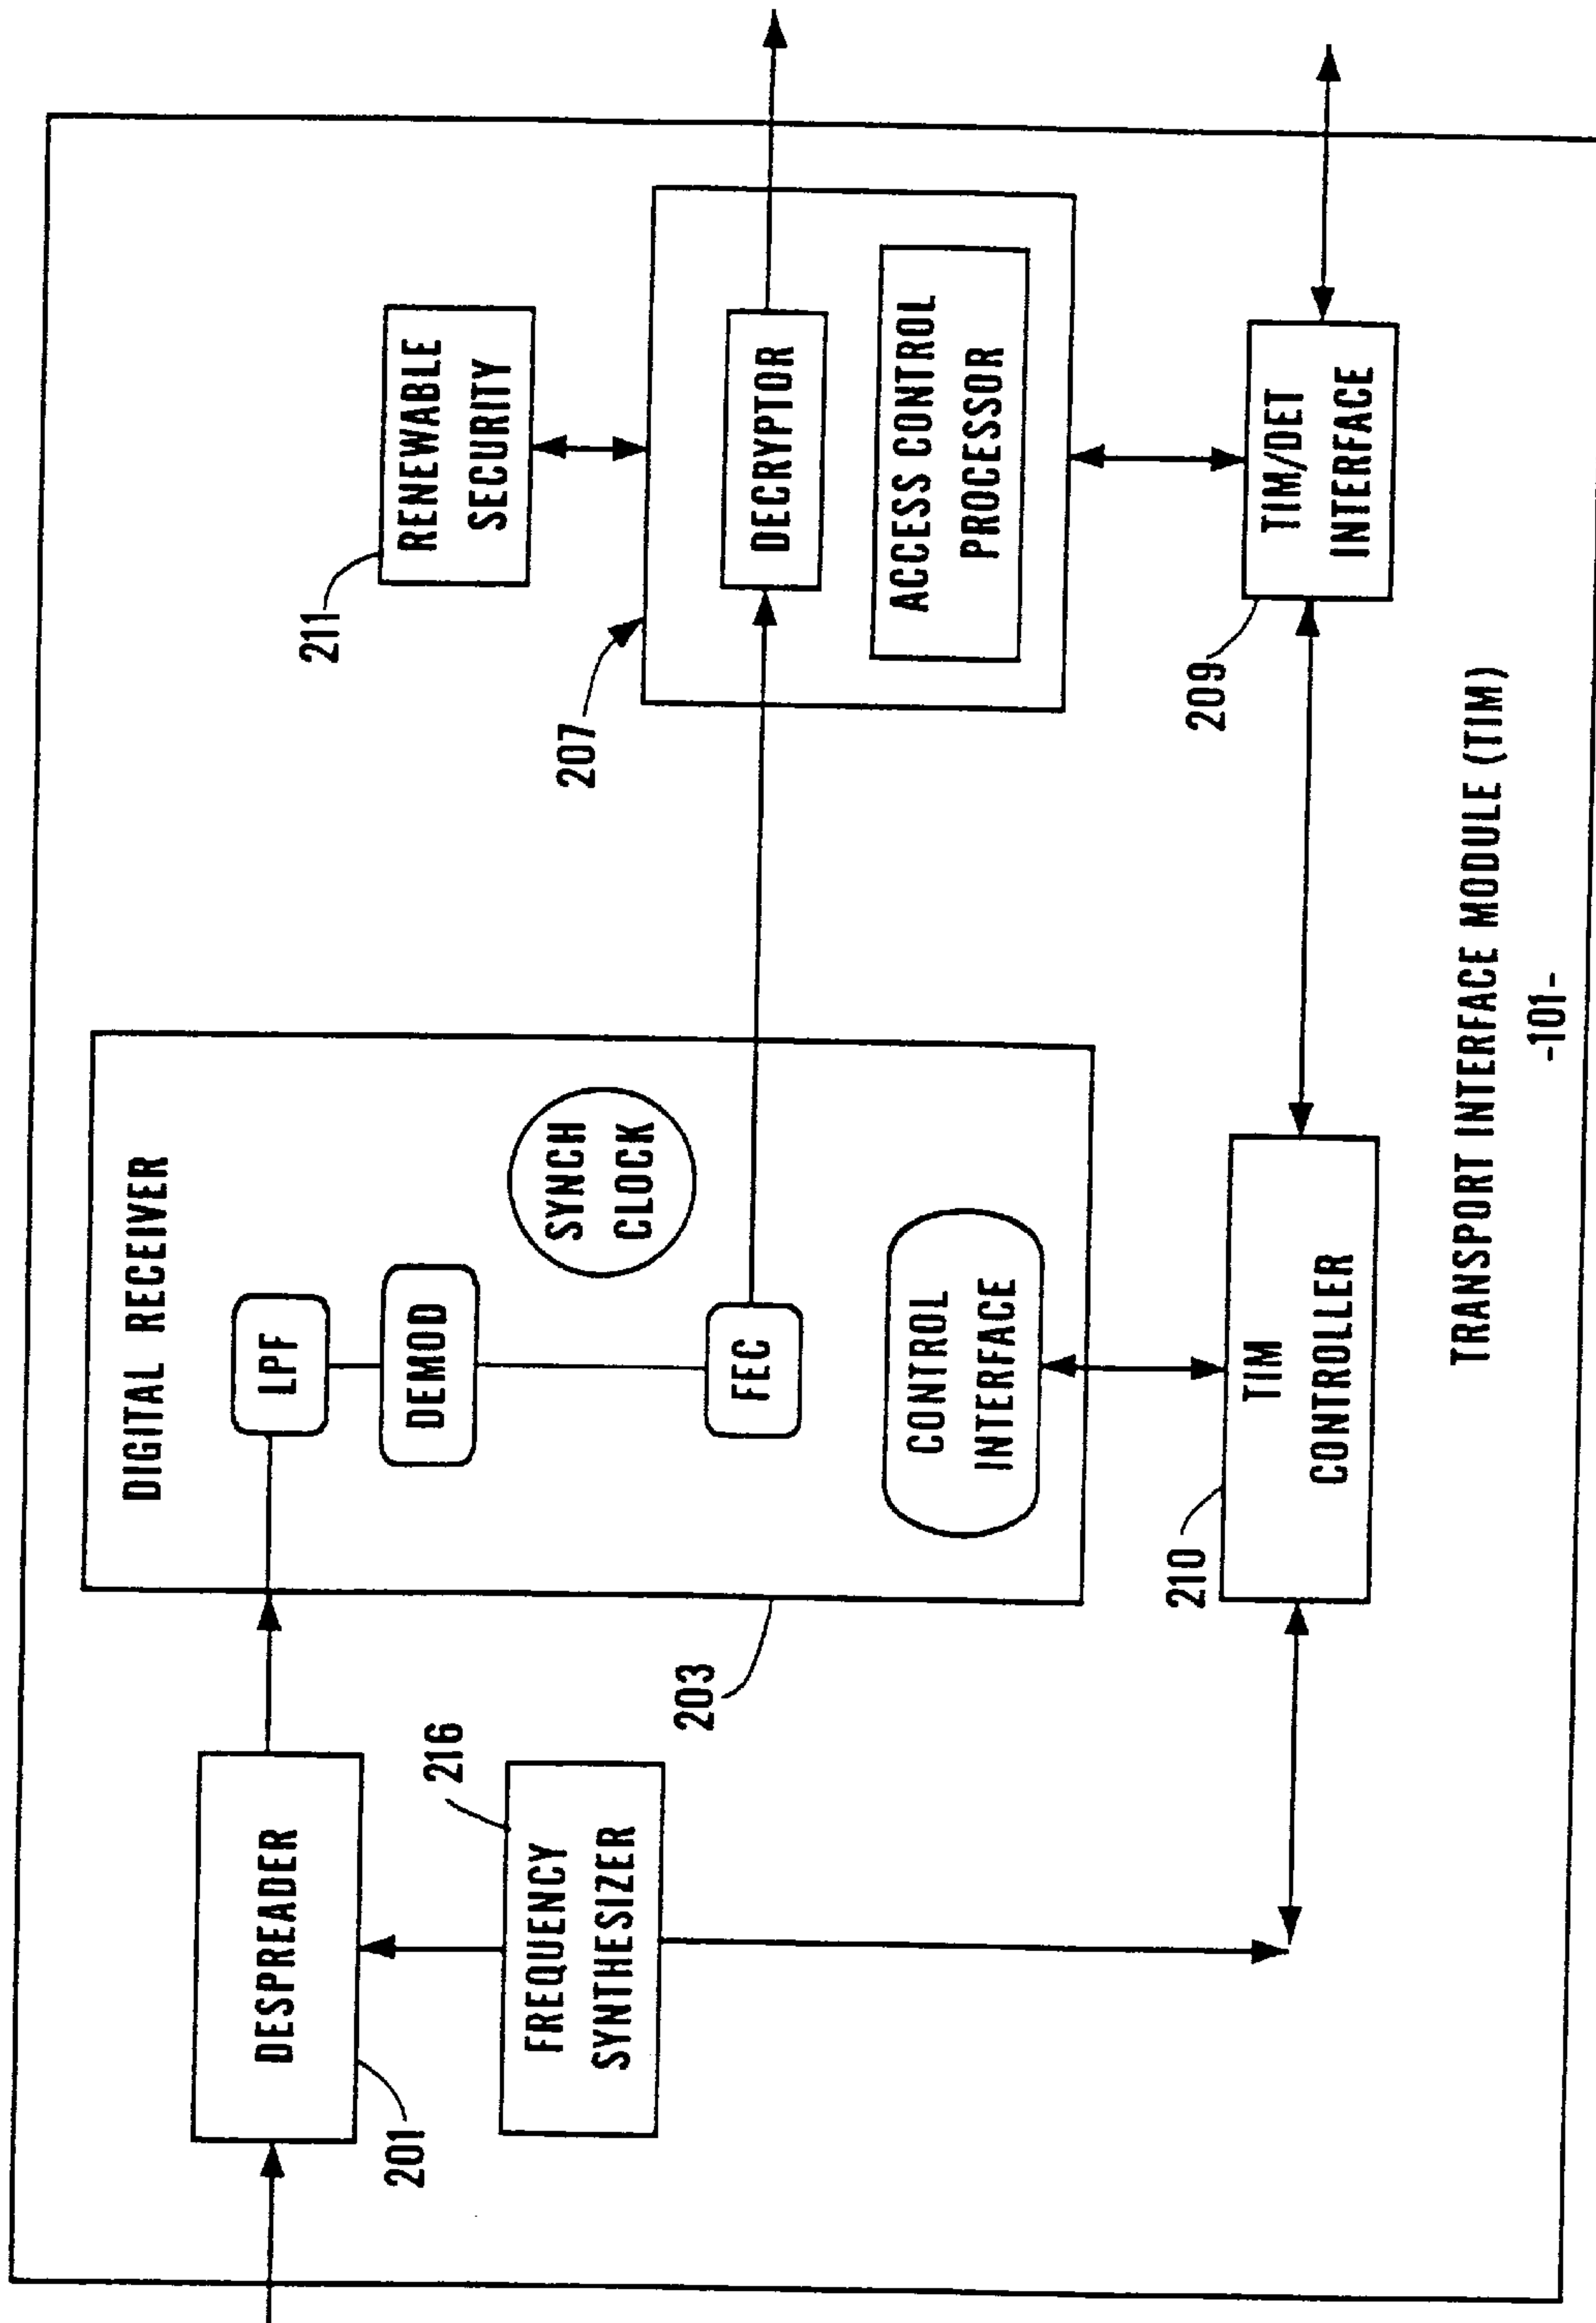 DESPREADER
201
216
FREQUENCY
SYNTHESIZER
DIGITAL RECEIVER
LPF
DEMOD
SYNCH
CLOCK
FEC
CONTROL
INTERFACE
203
210
TIM
CONTROLLER
211
RENEWABLE
SECURITY
207
DECRYPTOR
ACCESS CONTROL
PROCESSOR
209
TIM/DET
INTERFACE
TRANSPORT INTERFACE MODULE (TIM)
-101-